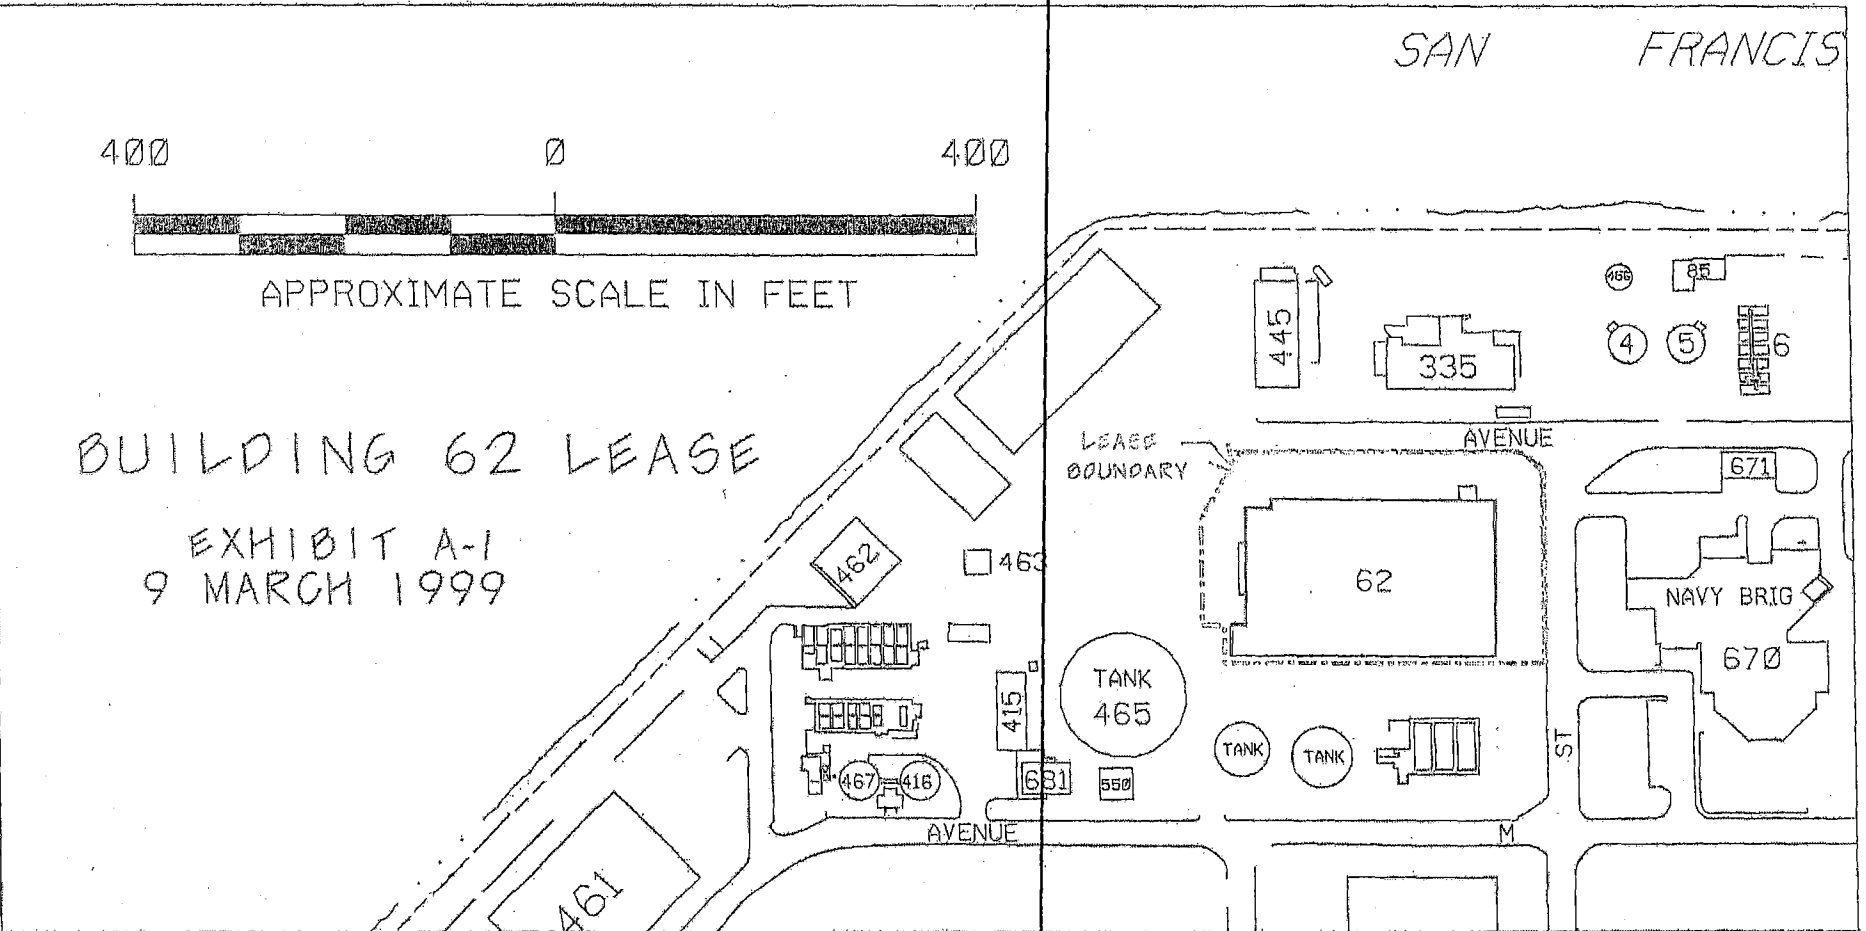 SAN FRANCIS
400 0 400
APPROXIMATE SCALE IN FEET
BUILDING 62 LEASE
EXHIBIT A-1
9 MARCH 1999
LEASE
BOUNDARY
445
335
466
85
4
5
6
AVENUE
671
462
463
62
NAVY BRIG
670
TANK
465
415
TANK
TANK
ST
467
416
681
550
AVENUE
M
461